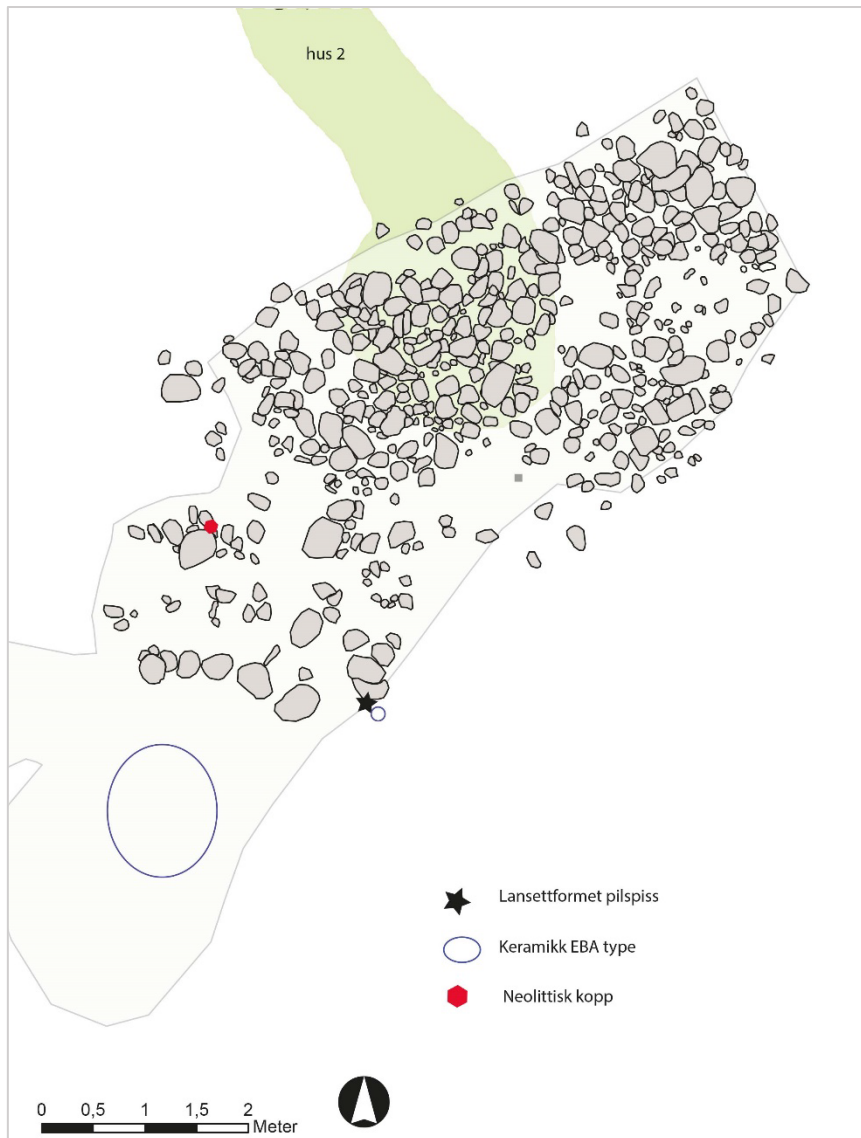 hus 2
Lansettformet pilspiss
Keramikk EBA type
Neolittisk kopp
0 0,5 1 1,5 2
Meter